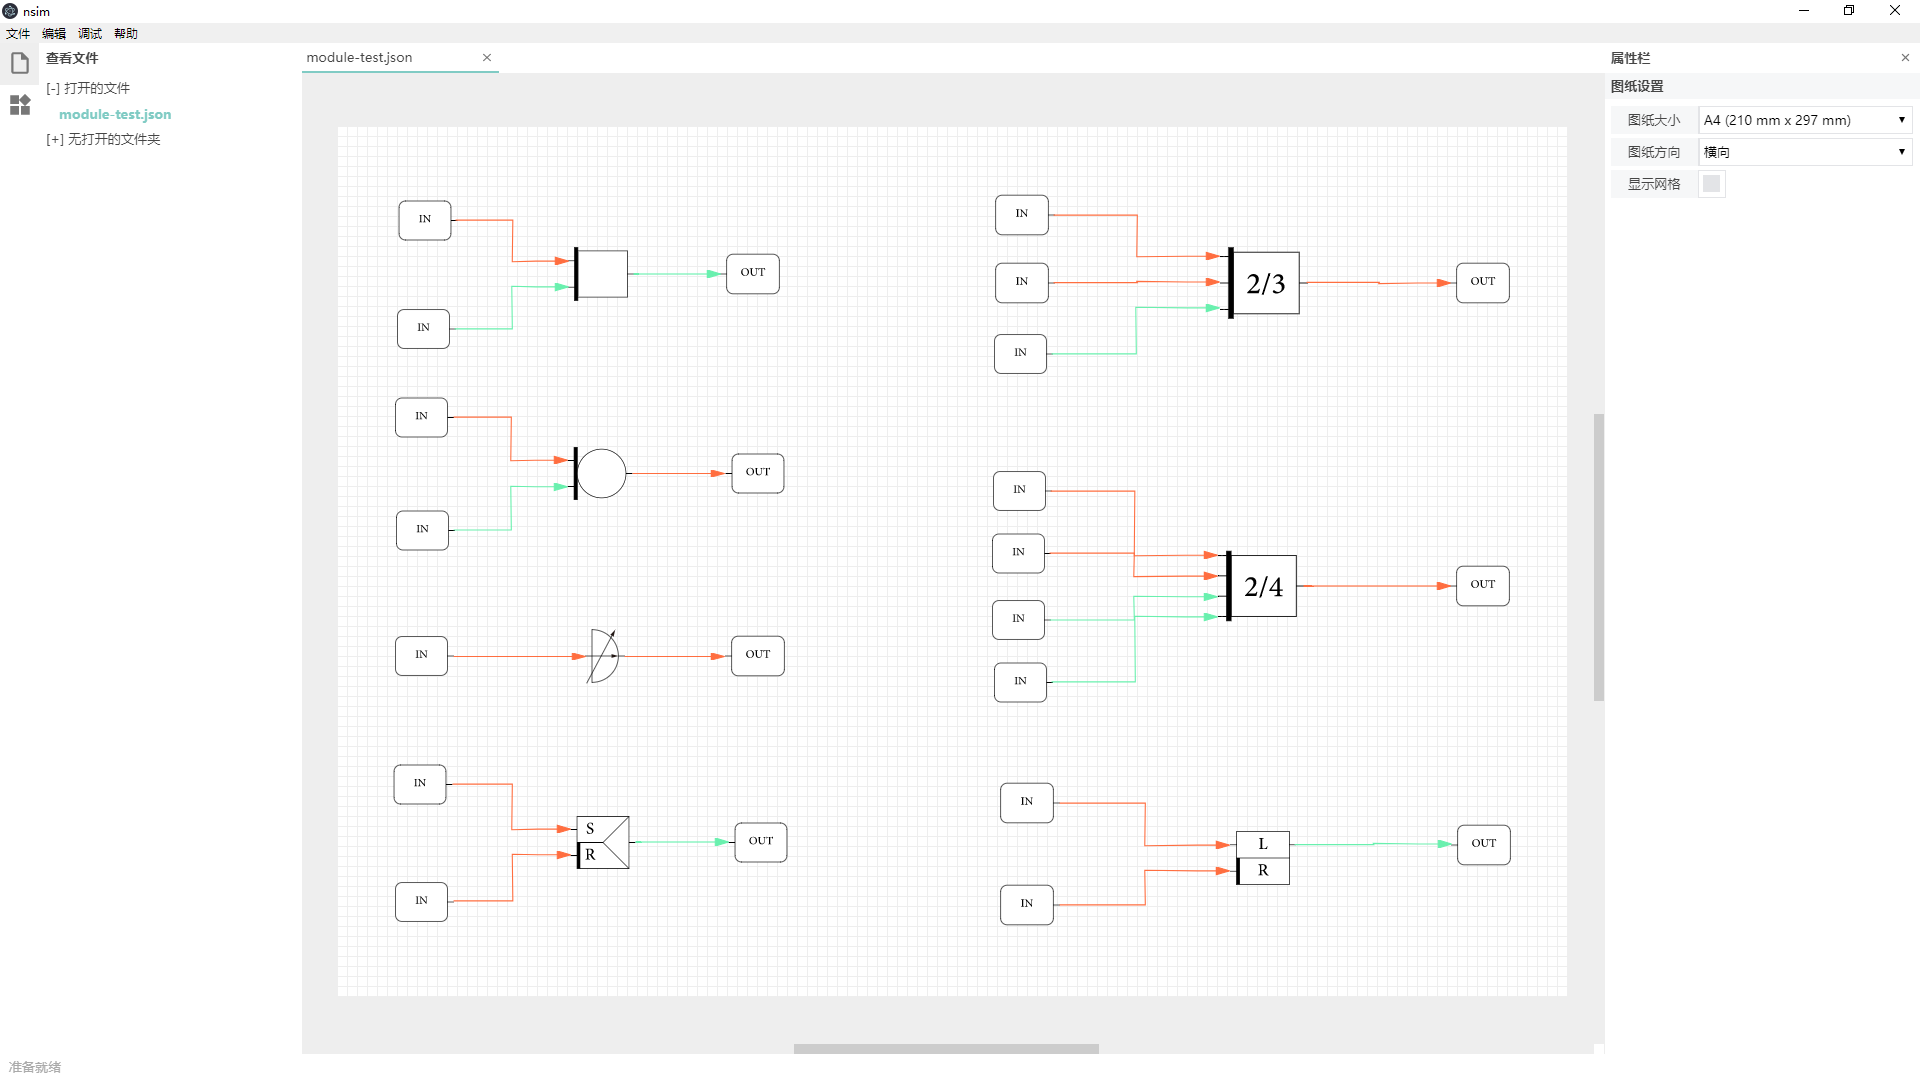 nsim
文件 编辑 调试 帮助
查看文件
[-] 打开的文件
module-test.json
[+] 无打开的文件夹
module-test.json ×
IN
IN
OUT
IN
IN
OUT
IN
OUT
IN
IN
S
R
OUT
IN
IN
IN
2/3
OUT
IN
IN
IN
IN
2/4
OUT
IN
IN
L
R
OUT
属性栏 ×
图纸设置
图纸大小 A4 (210 mm x 297 mm)
图纸方向 横向
显示网格
准备就绪